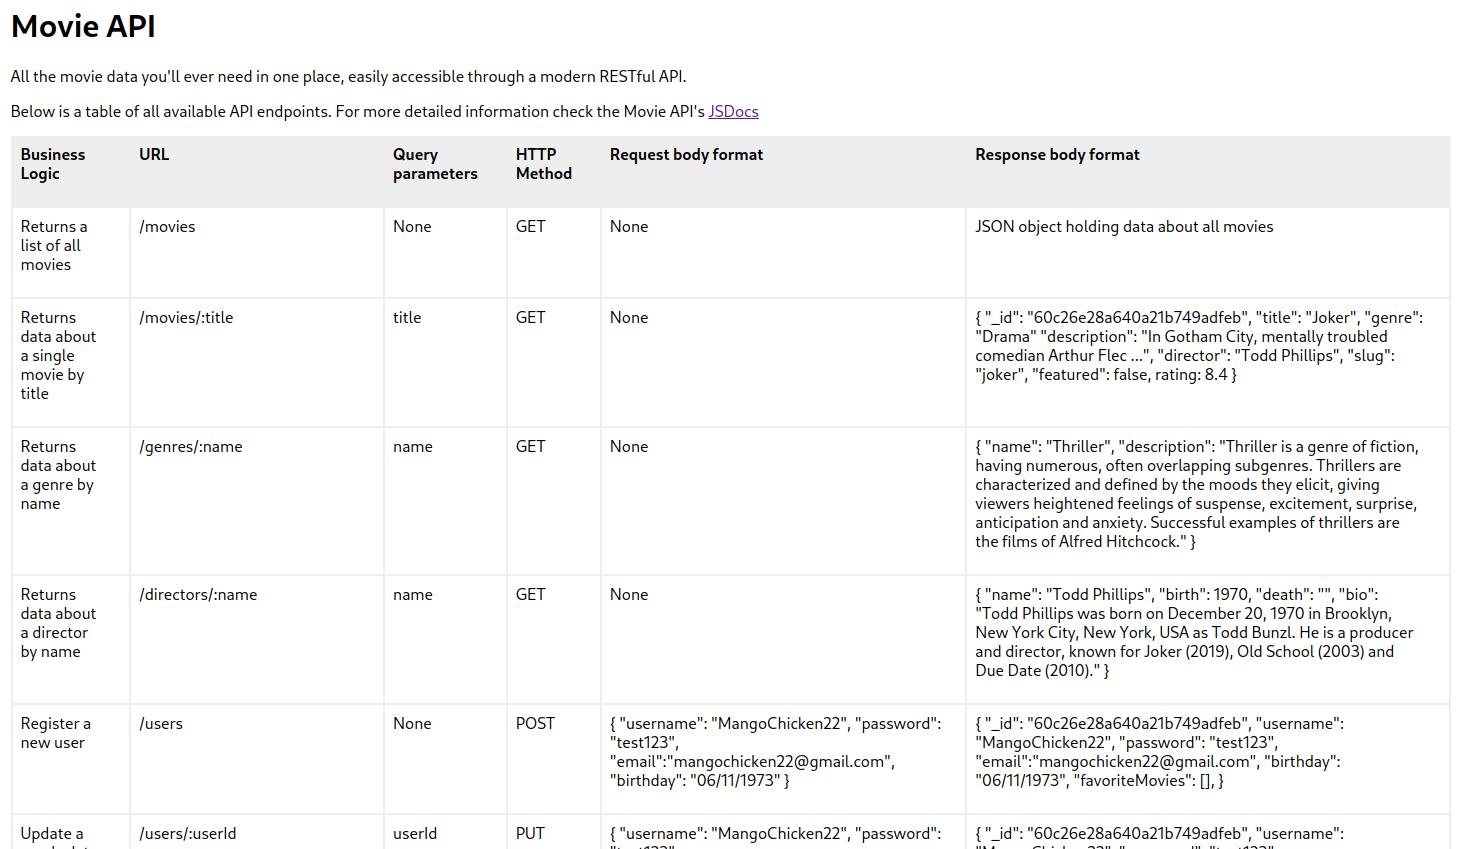 Movie API
All the movie data you'll ever need in one place, easily accessible through a modern RESTful API.
Below is a table of all available API endpoints. For more detailed information check the Movie API's JSDocs
Business
Logic
URL
Query
parameters
HTTP
Method
Request body format
Response body format
Returns a
list of all
movies
/movies
None
GET
None
JSON object holding data about all movies
Returns
data about
a single
movie by
title
/movies/:title
title
GET
None
{ "_id": "60c26e28a640a21b749adfeb", "title": "Joker", "genre":
"Drama" "description": "In Gotham City, mentally troubled
comedian Arthur Flec ...", "director": "Todd Phillips", "slug":
"joker", "featured": false, rating: 8.4 }
Returns
data about
a genre by
name
/genres/:name
name
GET
None
{ "name": "Thriller", "description": "Thriller is a genre of fiction,
having numerous, often overlapping subgenres. Thrillers are
characterized and defined by the moods they elicit, giving
viewers heightened feelings of suspense, excitement, surprise,
anticipation and anxiety. Successful examples of thrillers are
the films of Alfred Hitchcock." }
Returns
data about
a director
by name
/directors/:name
name
GET
None
{ "name": "Todd Phillips", "birth": 1970, "death": "", "bio":
"Todd Phillips was born on December 20, 1970 in Brooklyn,
New York City, New York, USA as Todd Bunzl. He is a producer
and director, known for Joker (2019), Old School (2003) and
Due Date (2010)." }
Register a
new user
/users
None
POST
{ "username": "MangoChicken22", "password":
"test123",
"email":"mangochicken22@gmail.com",
"birthday": "06/11/1973" }
{ "_id": "60c26e28a640a21b749adfeb", "username":
"MangoChicken22", "password": "test123",
"email":"mangochicken22@gmail.com", "birthday":
"06/11/1973", "favoriteMovies": [], }
Update a
/users/:userId
userId
PUT
{ "username": "MangoChicken22", "password":
{ "_id": "60c26e28a640a21b749adfeb", "username":